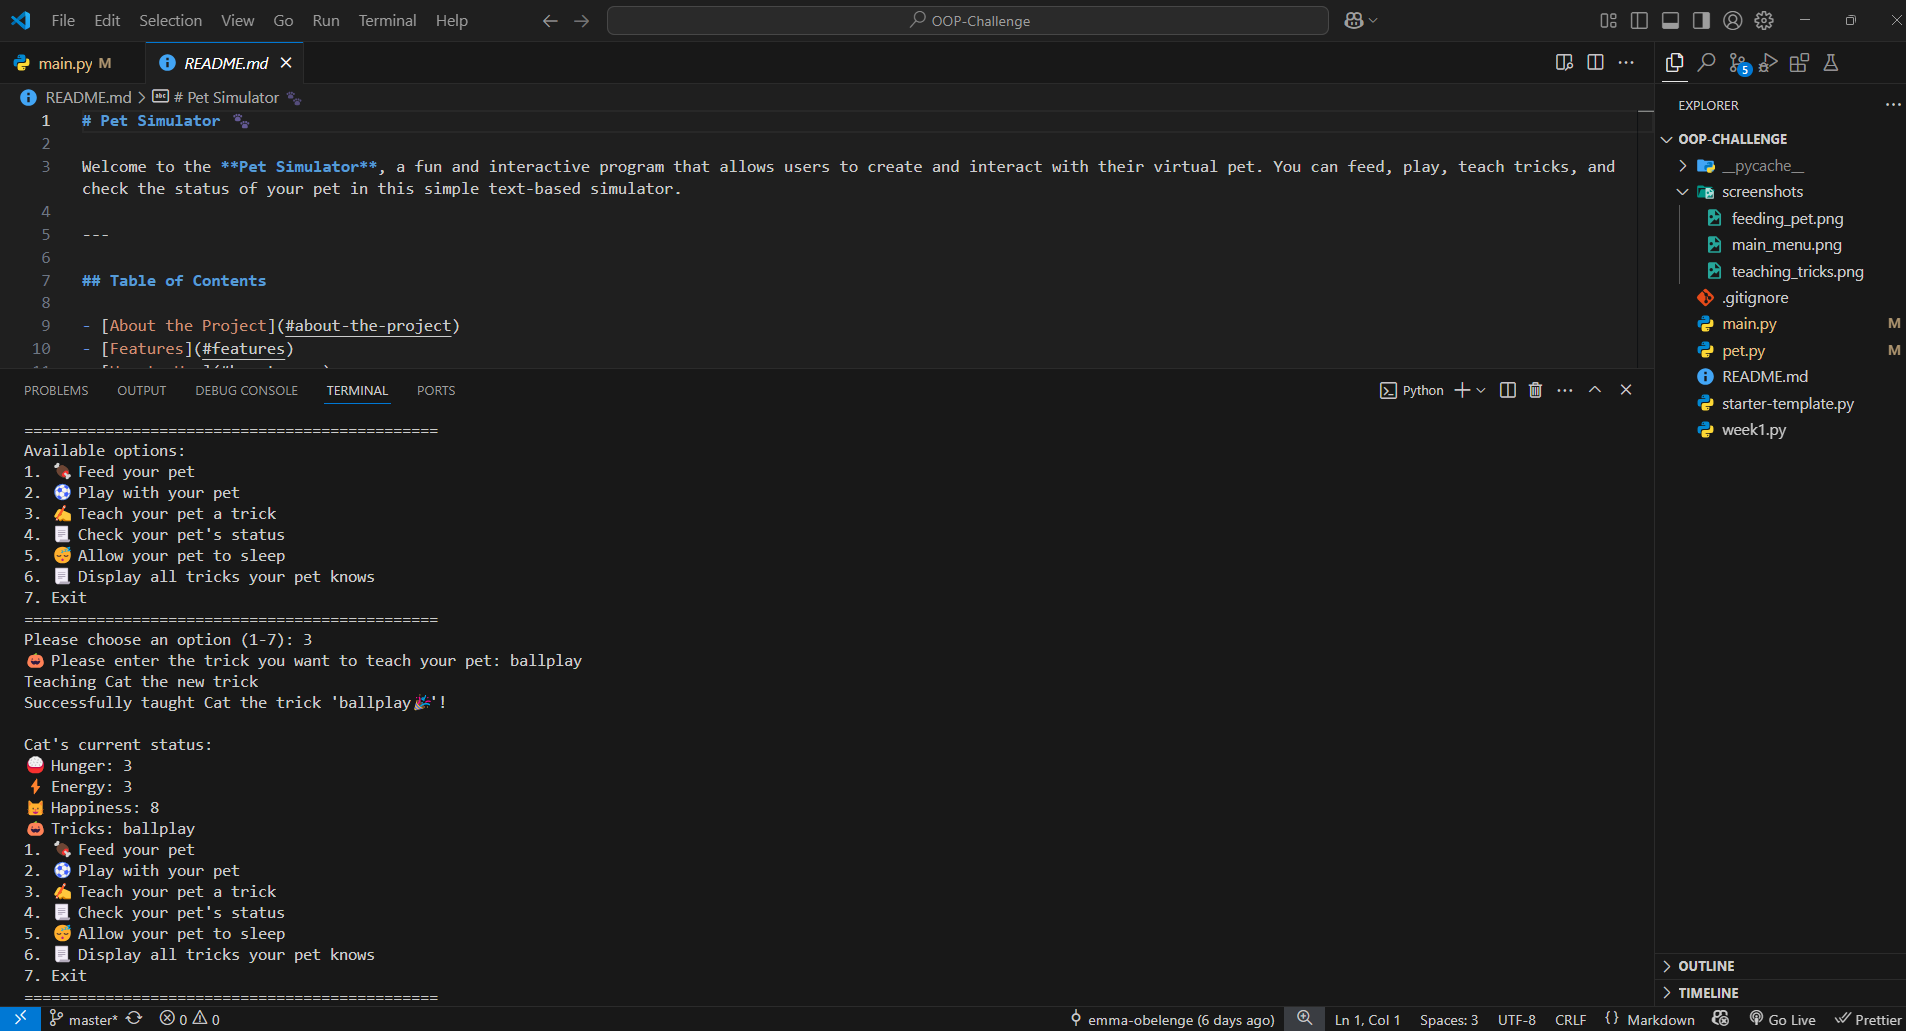 File Edit Selection View Go Run Terminal Help
OOP-Challenge
main.py M
README.md
README.md > # Pet Simulator 🐾
1 # Pet Simulator 🐾
2
3 Welcome to the **Pet Simulator**, a fun and interactive program that allows users to create and interact with their virtual pet. You can feed, play, teach tricks, and
check the status of your pet in this simple text-based simulator.
4
5 ---
6
7 ## Table of Contents
8
9 - [About the Project](#about-the-project)
10 - [Features](#features)
PROBLEMS OUTPUT DEBUG CONSOLE TERMINAL PORTS
Python
==============================================
Available options:
1. 🍖 Feed your pet
2. ⚽ Play with your pet
3. ✍ Teach your pet a trick
4. 📃 Check your pet's status
5. 😴 Allow your pet to sleep
6. 📃 Display all tricks your pet knows
7. Exit
==============================================
Please choose an option (1-7): 3
🎃 Please enter the trick you want to teach your pet: ballplay
Teaching Cat the new trick
Successfully taught Cat the trick 'ballplay🎉'!
Cat's current status:
🍚 Hunger: 3
⚡ Energy: 3
😺 Happiness: 8
🎃 Tricks: ballplay
1. 🍖 Feed your pet
2. ⚽ Play with your pet
3. ✍ Teach your pet a trick
4. 📃 Check your pet's status
5. 😴 Allow your pet to sleep
6. 📃 Display all tricks your pet knows
7. Exit
==============================================
5
EXPLORER
OOP-CHALLENGE
__pycache__
screenshots
feeding_pet.png
main_menu.png
teaching_tricks.png
.gitignore
main.py M
pet.py M
README.md
starter-template.py
week1.py
OUTLINE
TIMELINE
master* 0 0
emma-obelenge (6 days ago) Ln 1, Col 1 Spaces: 3 UTF-8 CRLF {} Markdown Go Live Prettier